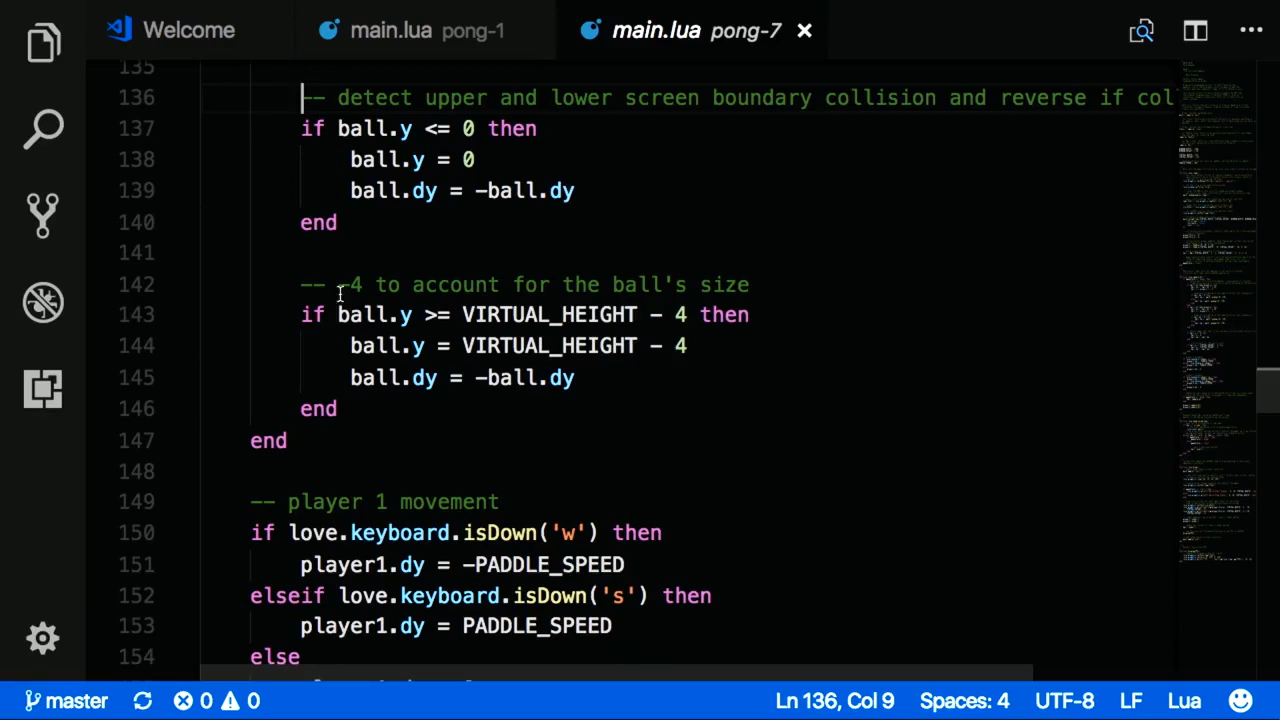 Welcome
main.lua pong-1
main.lua pong-7
135
136 -- detect upper and lower screen boundary collision and reverse if col
137 if ball.y <= 0 then
138 ball.y = 0
139 ball.dy = -ball.dy
140 end
141
142 -- -4 to account for the ball's size
143 if ball.y >= VIRTUAL_HEIGHT - 4 then
144 ball.y = VIRTUAL_HEIGHT - 4
145 ball.dy = -ball.dy
146 end
147 end
148
149 -- player 1 movement
150 if love.keyboard.isDown('w') then
151 player1.dy = -PADDLE_SPEED
152 elseif love.keyboard.isDown('s') then
153 player1.dy = PADDLE_SPEED
154 else
master 0 0 Ln 136, Col 9 Spaces: 4 UTF-8 LF Lua